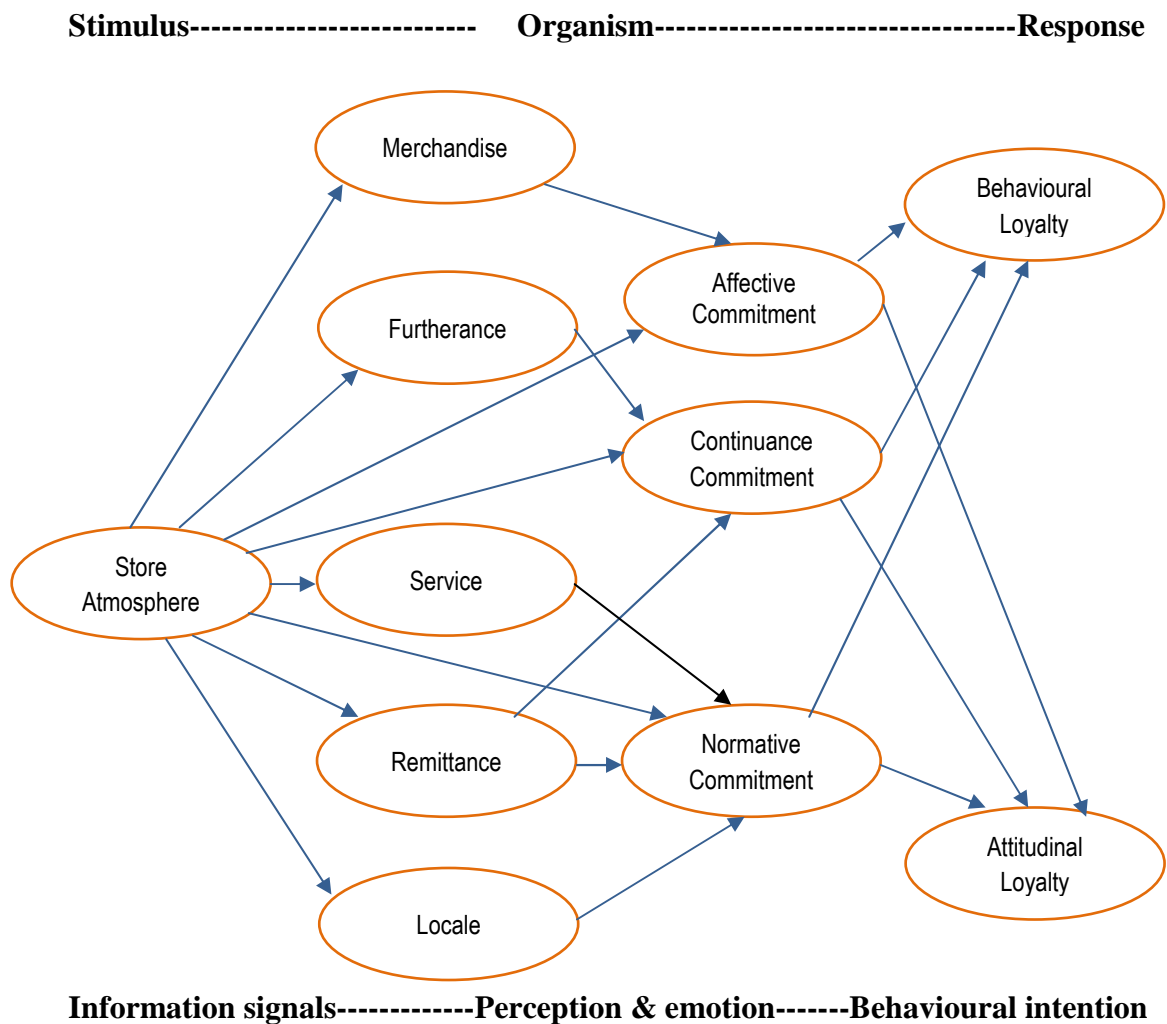 Stimulus-------------------------- Organism---------------------------------Response
Merchandise
Behavioural
Loyalty
Affective
Commitment
Furtherance
Continuance
Commitment
Store
Atmosphere
Service
Normative
Commitment
Remittance
Attitudinal
Loyalty
Locale
Information signals------------Perception & emotion-------Behavioural intention